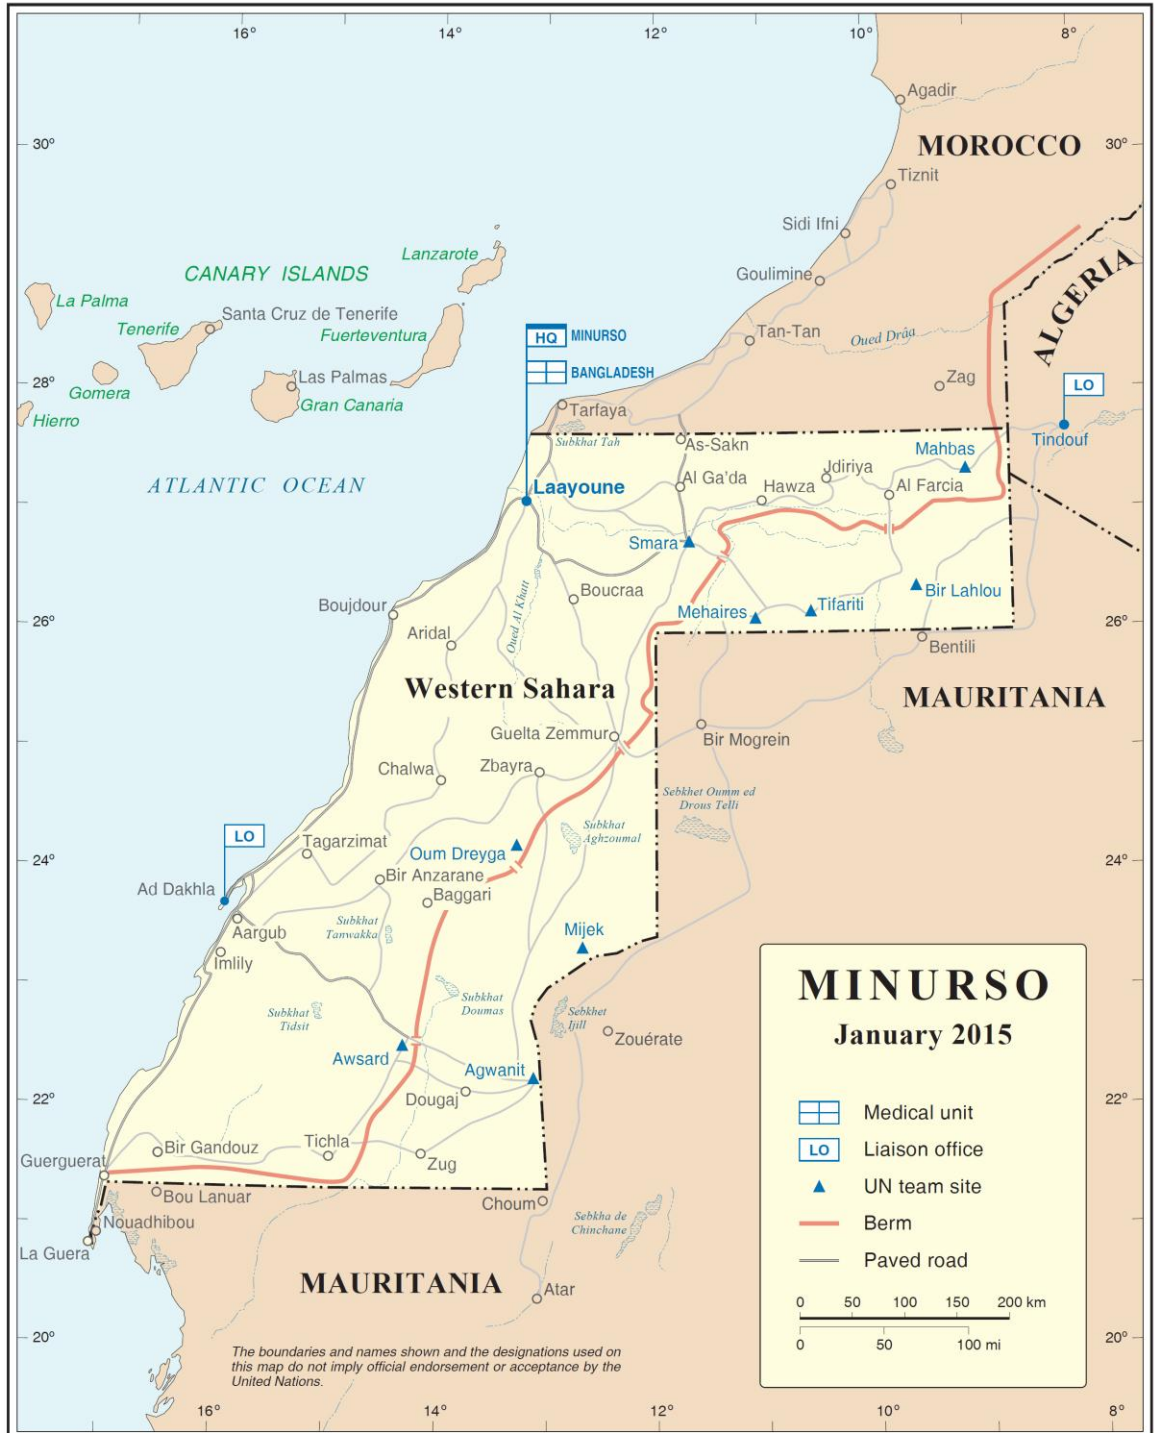 16°
14°
12°
10°
8°
Agadir
30°
MOROCCO
30°
Tiznit
Sidi Ifni
Lanzarote
Goulimine
CANARY ISLANDS
ALGERIA
La Palma
Santa Cruz de Tenerife
Tenerife
Fuerteventura
HQ MINURSO
Tan-Tan
Oued Drâa
BANGLADESH
28°
Las Palmas
Zag
LO
28°
Gomera
Gran Canaria
Hierro
Tarfaya
Subkhat Tah
As-Sakn
Mahbas
Tindouf
ATLANTIC OCEAN
Laayoune
Al Ga'da
Jdiriya
Hawza
Al Farcia
Smara
Oued Al Khatt
Boucraa
Bir Lahlou
Boujdour
Mehaires
Tifariti
26°
26°
Aridal
Bentili
Western Sahara
MAURITANIA
Guelta Zemmur
Bir Mogrein
Chalwa
Zbayra
Sebkhet Oumm ed
Drous Telli
LO
Tagarzimat
Subkhat
Aghzoumal
24°
Oum Dreyga
24°
Ad Dakhla
Bir Anzarane
Baggari
Aargub
Subkhat
Tanwakka
Mijek
Imlily
Subkhat
Tidsit
Subkhat
Doumas
Sebkhet
Ijill
Zouérate
Awsard
Agwanit
22°
Dougaj
22°
Bir Gandouz
Tichla
Zug
Guerguerat
Bou Lanuar
Choum
Nouadhibou
Sebkha de
Chinchane
La Guera
MAURITANIA
Atar
20°
20°
The boundaries and names shown and the designations used on
this map do not imply official endorsement or acceptance by the
United Nations.
MINURSO
January 2015
Medical unit
LO Liaison office
UN team site
Berm
Paved road
0 50 100 150 200 km
0 50 100 mi
16°
14°
12°
10°
8°